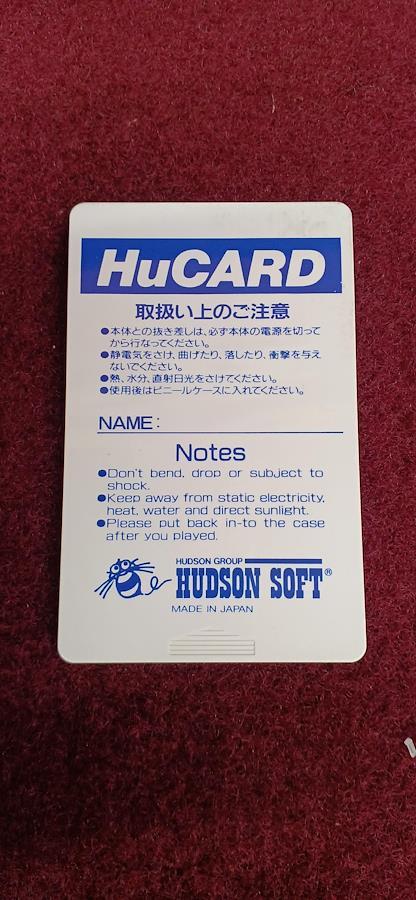 HuCARD
取扱い上のご注意
●本体との抜き差しは、必ず本体の電源を切って
から行なってください。
●静電気をさけ、曲げたり、落したり、衝撃を与え
ないでください。
●熱、水分、直射日光をさけてください。
●使用後はビニールケースに入れてください。
NAME:
Notes
●Don't bend, drop or subject to
shock.
●Keep away from static electricity,
heat, water and direct sunlight.
●Please put back in-to the case
after you played.
HUDSON GROUP
HUDSON SOFT®
MADE IN JAPAN